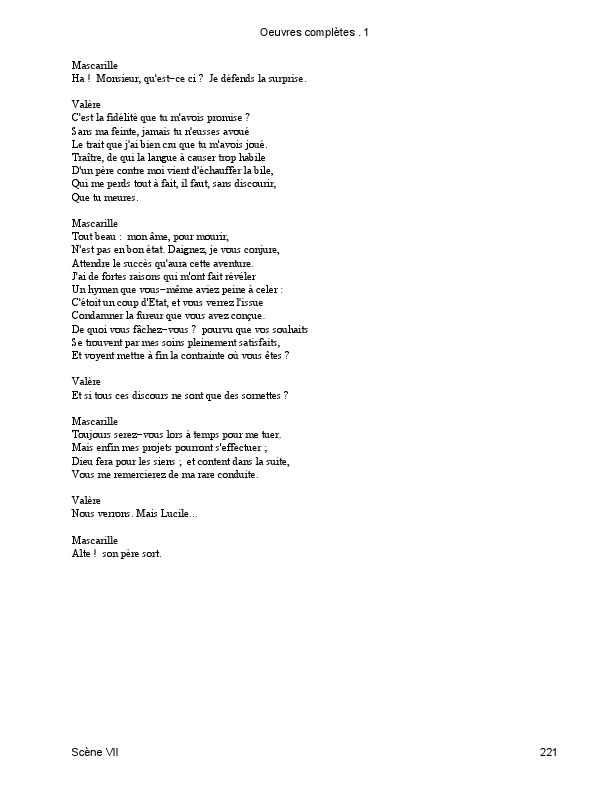 Oeuvres complètes . 1
Mascarille
Ha ! Monsieur, qu'est−ce ci ? Je défends la surprise.
Valère
C'est la fidélité que tu m'avois promise ?
Sans ma feinte, jamais tu n'eusses avoué
Le trait que j'ai bien cru que tu m'avois joué.
Traître, de qui la langue à causer trop habile
D'un père contre moi vient d'échauffer la bile,
Qui me perds tout à fait, il faut, sans discourir,
Que tu meures.
Mascarille
Tout beau : mon âme, pour mourir,
N'est pas en bon état. Daignez, je vous conjure,
Attendre le succès qu'aura cette aventure.
J'ai de fortes raisons qui m'ont fait révéler
Un hymen que vous−même aviez peine à celer :
C'étoit un coup d'Etat, et vous verrez l'issue
Condamner la fureur que vous avez conçue.
De quoi vous fâchez−vous ? pourvu que vos souhaits
Se trouvent par mes soins pleinement satisfaits,
Et voyent mettre à fin la contrainte où vous êtes ?
Valère
Et si tous ces discours ne sont que des sornettes ?
Mascarille
Toujours serez−vous lors à temps pour me tuer.
Mais enfin mes projets pourront s'effectuer ;
Dieu fera pour les siens ; et content dans la suite,
Vous me remercierez de ma rare conduite.
Valère
Nous verrons. Mais Lucile...
Mascarille
Alte ! son père sort.
Scène VII
221